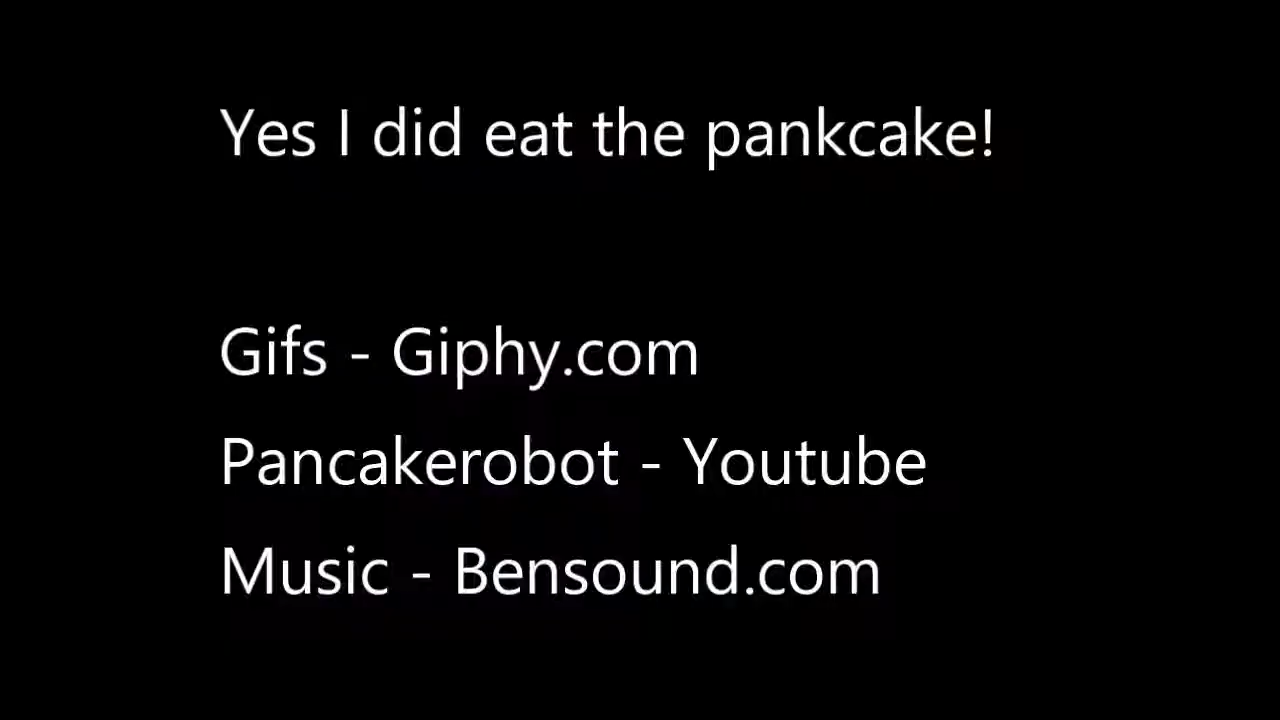 Yes I did eat the pankcake!
Gifs - Giphy.com
Pancakerobot - Youtube
Music - Bensound.com